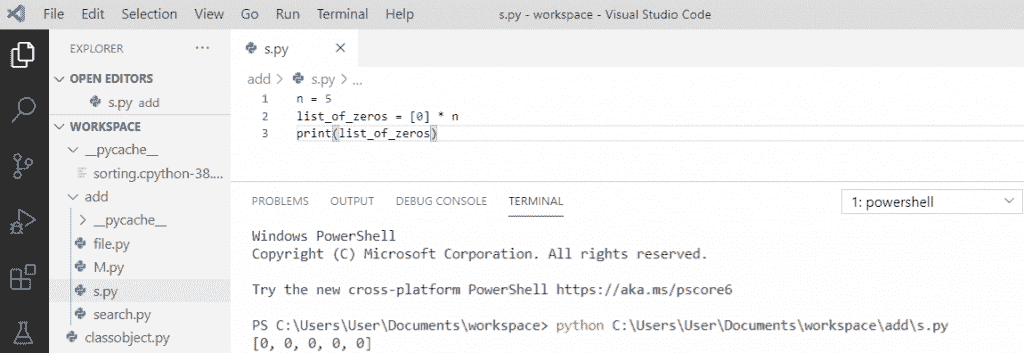 File Edit Selection View Go Run Terminal Help s.py - workspace - Visual Studio Code
EXPLORER ...
OPEN EDITORS
s.py add
WORKSPACE
__pycache__
sorting.cpython-38....
add
__pycache__
file.py
M.py
s.py
search.py
classobject.py
s.py
add > s.py > ...
1 n = 5
2 list_of_zeros = [0] * n
3 print(list_of_zeros)
PROBLEMS OUTPUT DEBUG CONSOLE TERMINAL 1: powershell
Windows PowerShell
Copyright (C) Microsoft Corporation. All rights reserved.
Try the new cross-platform PowerShell https://aka.ms/pscore6
PS C:\Users\User\Documents\workspace> python C:\Users\User\Documents\workspace\add\s.py
[0, 0, 0, 0, 0]